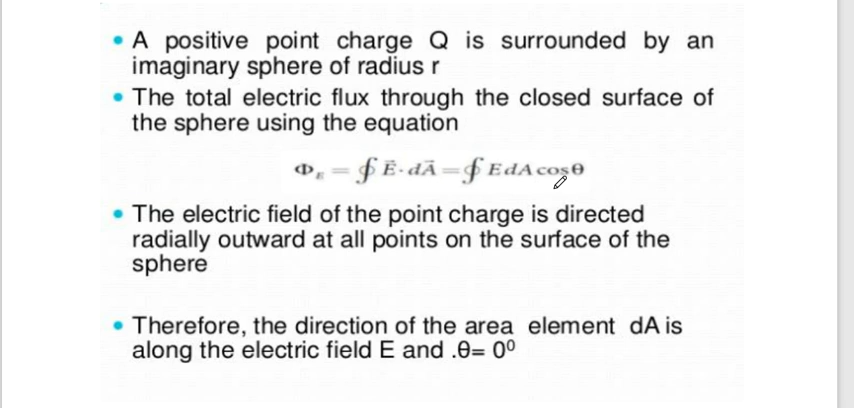 • A positive point charge Q is surrounded by an
imaginary sphere of radius r
• The total electric flux through the closed surface of
the sphere using the equation
Φ_E = ∮ E⃗ · dA⃗ = ∮ E dA cosθ
• The electric field of the point charge is directed
radially outward at all points on the surface of the
sphere
• Therefore, the direction of the area element dA is
along the electric field E and .θ= 0⁰